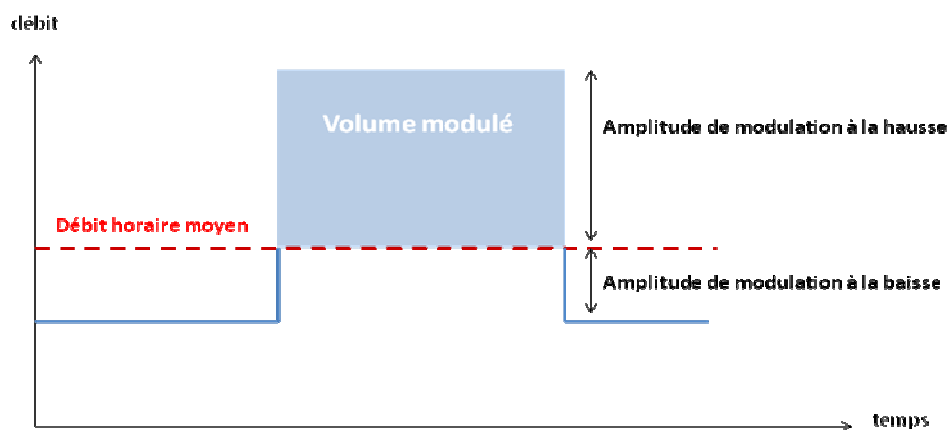 débit
Volume modulé
Amplitude de modulation à la hausse
Débit horaire moyen
Amplitude de modulation à la baisse
temps